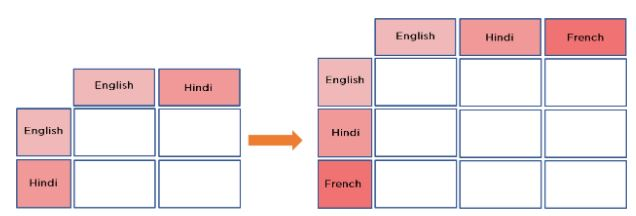 English Hindi
English
Hindi
English Hindi French
English
Hindi
French